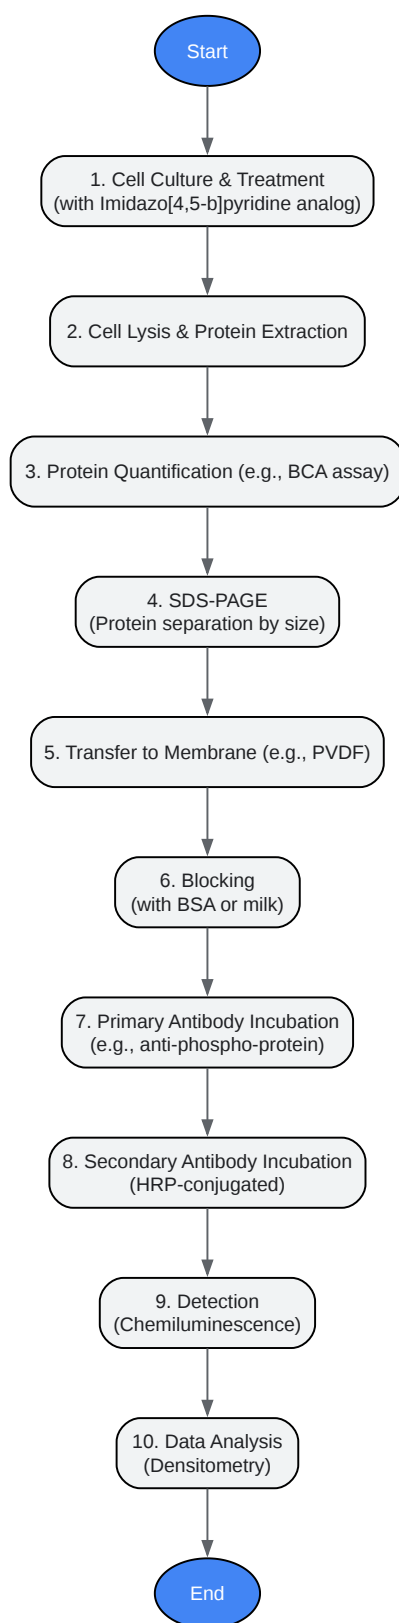 Start
1. Cell Culture & Treatment
(with Imidazo[4,5-b]pyridine analog)
2. Cell Lysis & Protein Extraction
3. Protein Quantification (e.g., BCA assay)
4. SDS-PAGE
(Protein separation by size)
5. Transfer to Membrane (e.g., PVDF)
6. Blocking
(with BSA or milk)
7. Primary Antibody Incubation
(e.g., anti-phospho-protein)
8. Secondary Antibody Incubation
(HRP-conjugated)
9. Detection
(Chemiluminescence)
10. Data Analysis
(Densitometry)
End